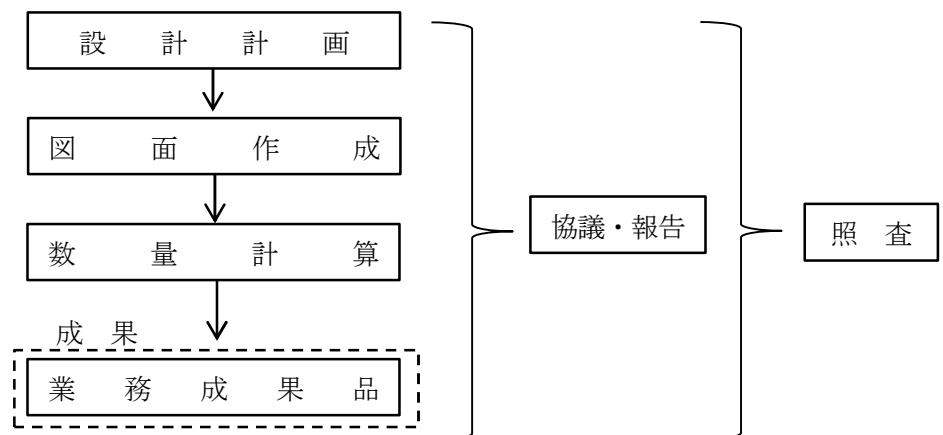 設計計画
図面作成
数量計算
成果
業務成果品
協議・報告
照査